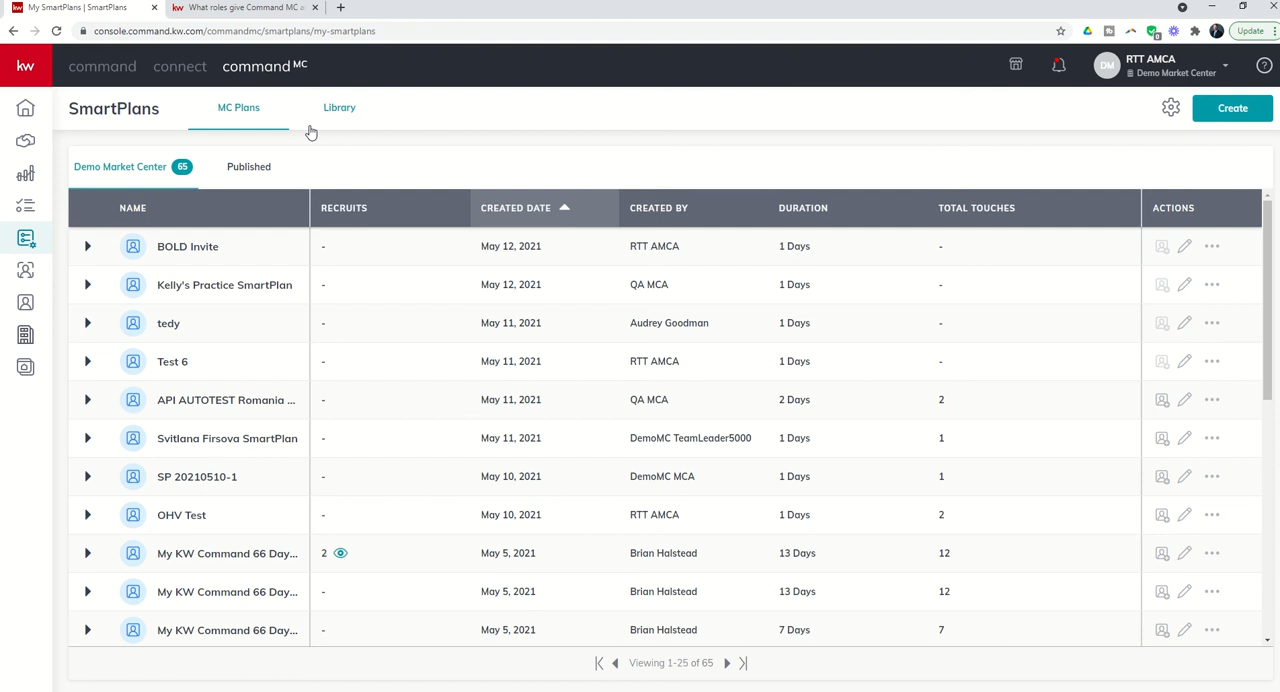 kw My SmartPlans | SmartPlans
kw What roles give Command MC a
console.command.kw.com/commandmc/smartplans/my-smartplans
Update
kw command connect command MC
DM RTT AMCA
Demo Market Center
SmartPlans MC Plans Library Create
Demo Market Center 65 Published
NAME RECRUITS CREATED DATE CREATED BY DURATION TOTAL TOUCHES ACTIONS
BOLD Invite - May 12, 2021 RTT AMCA 1 Days -
Kelly's Practice SmartPlan - May 12, 2021 QA MCA 1 Days -
tedy - May 11, 2021 Audrey Goodman 1 Days -
Test 6 - May 11, 2021 RTT AMCA 1 Days -
API AUTOTEST Romania ... - May 11, 2021 QA MCA 2 Days 2
Svitlana Firsova SmartPlan - May 11, 2021 DemoMC TeamLeader5000 1 Days 1
SP 20210510-1 - May 10, 2021 DemoMC MCA 1 Days 1
OHV Test - May 10, 2021 RTT AMCA 1 Days 2
My KW Command 66 Day... 2 May 5, 2021 Brian Halstead 13 Days 12
My KW Command 66 Day... - May 5, 2021 Brian Halstead 13 Days 12
My KW Command 66 Day... - May 5, 2021 Brian Halstead 7 Days 7
Viewing 1-25 of 65